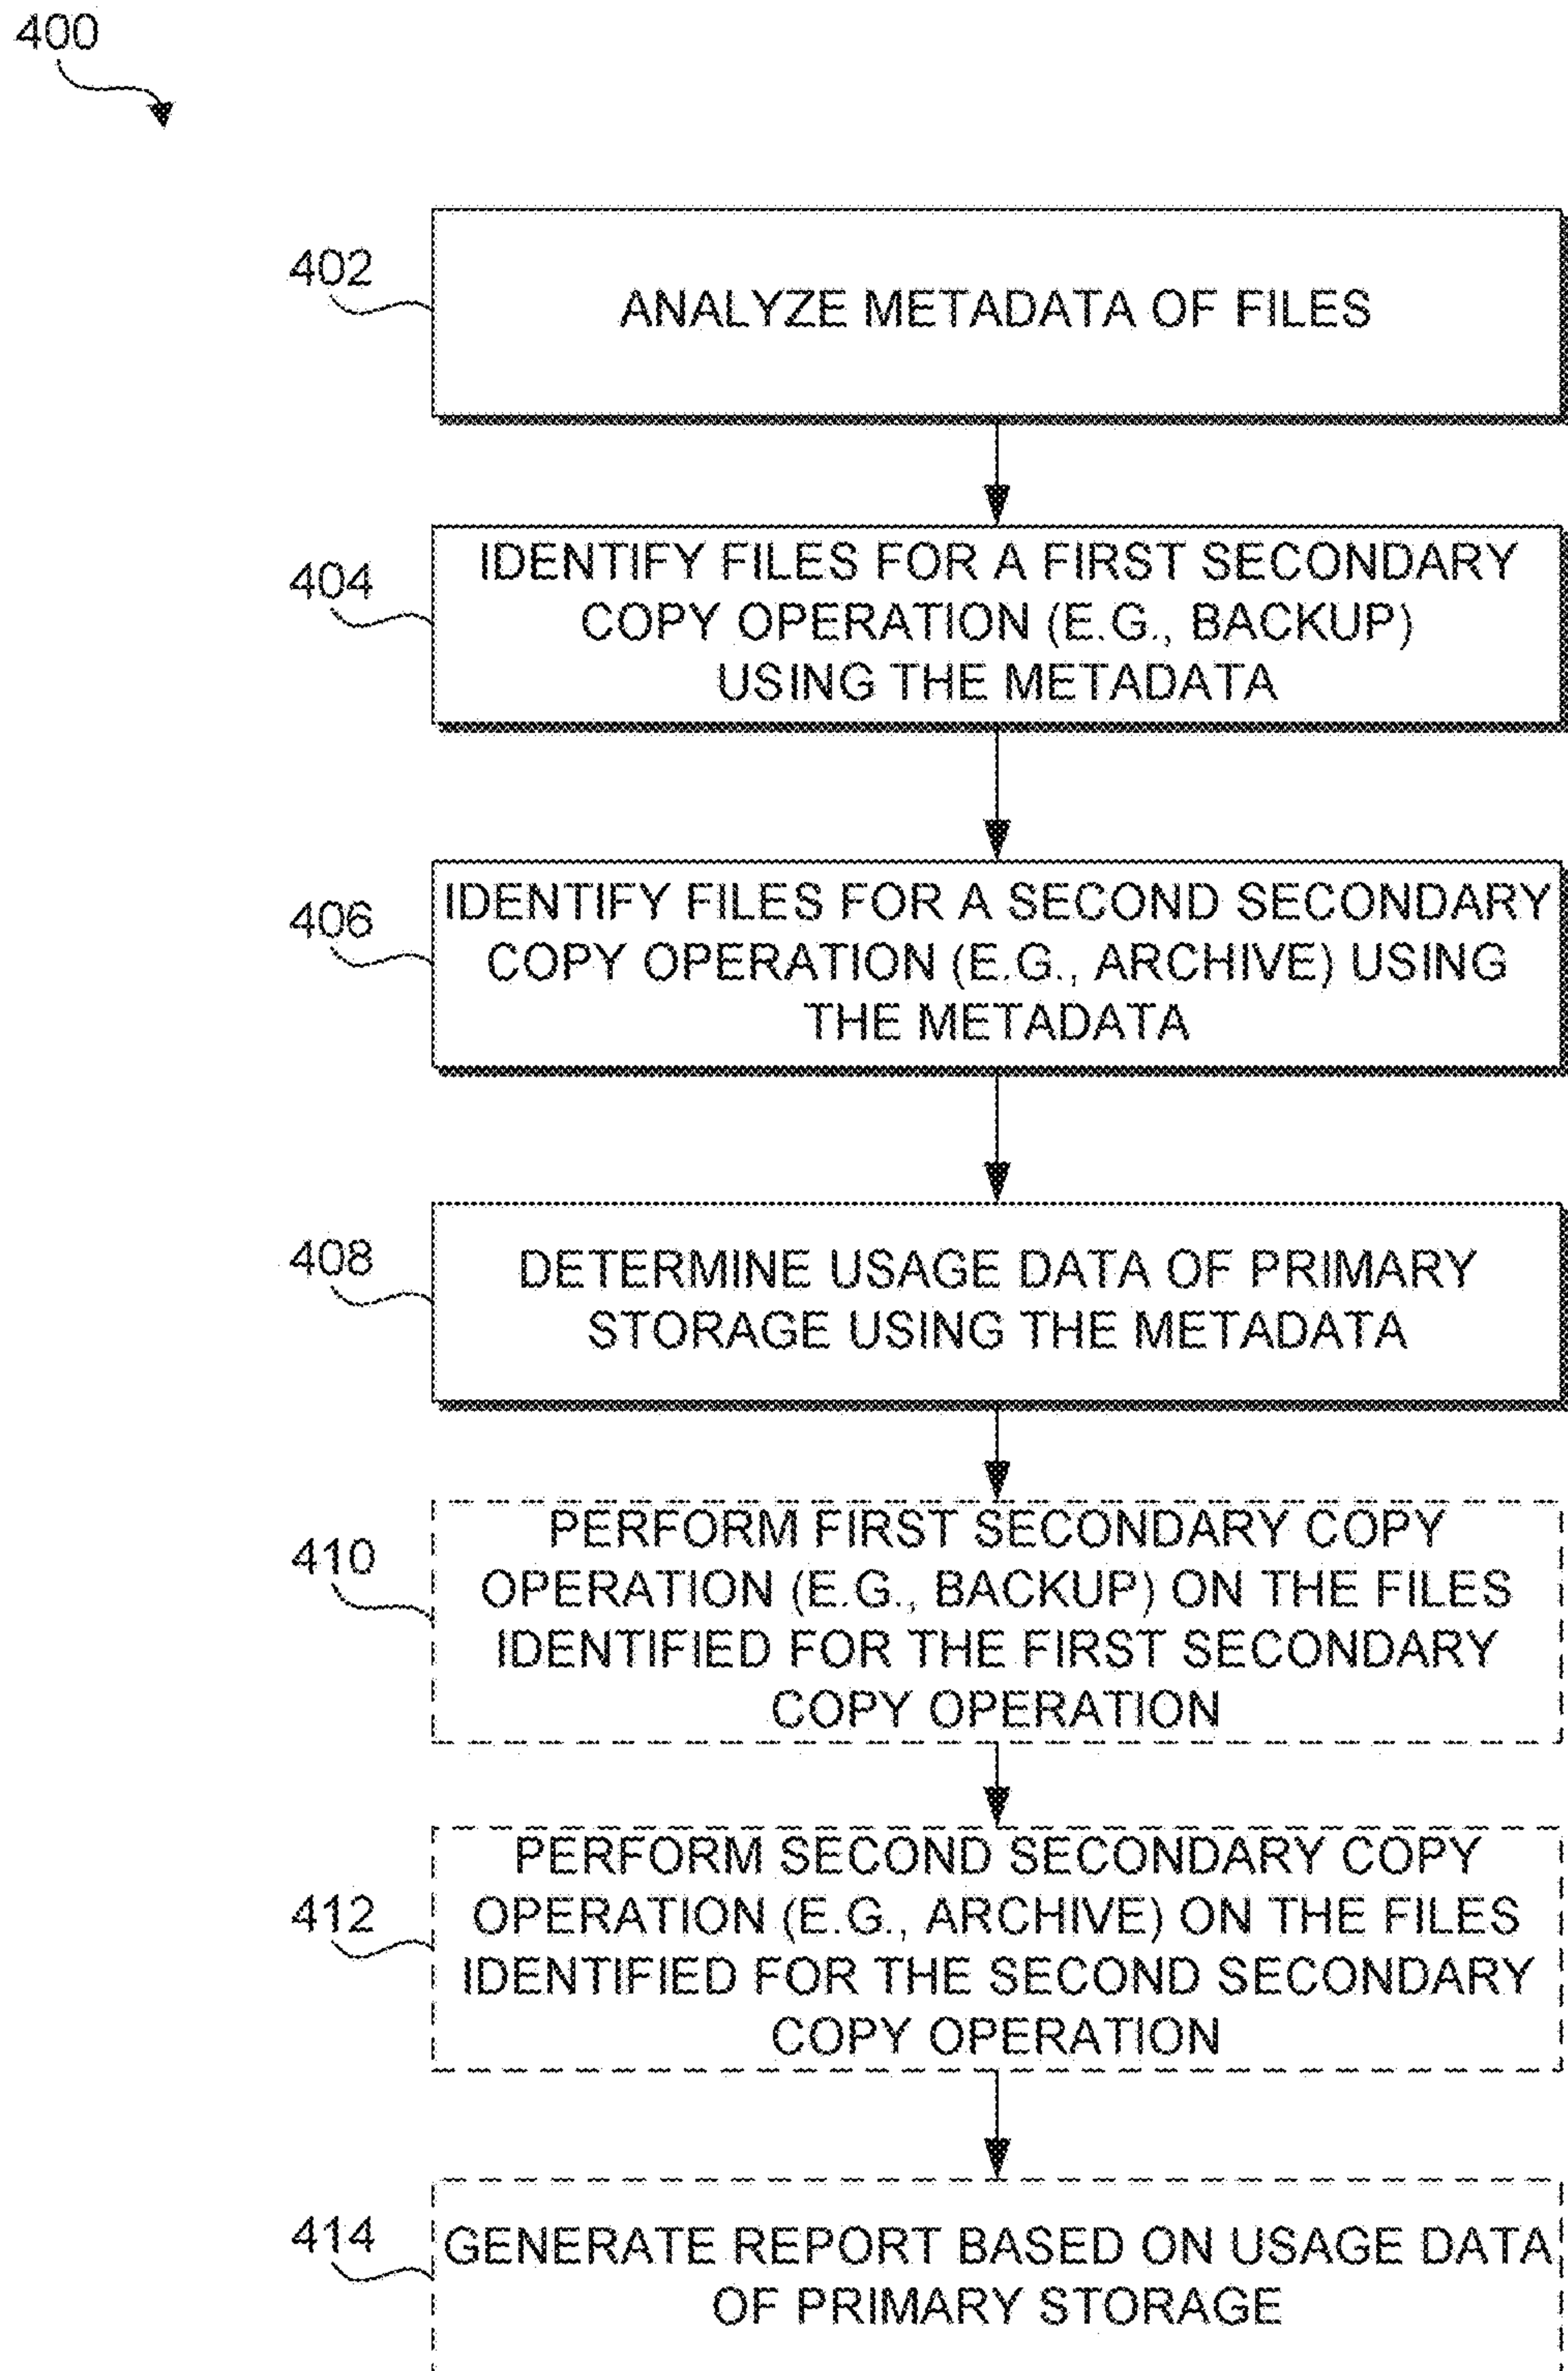 400
402
ANALYZE METADATA OF FILES
404
IDENTIFY FILES FOR A FIRST SECONDARY
COPY OPERATION (E.G., BACKUP)
USING THE METADATA
406
IDENTIFY FILES FOR A SECOND SECONDARY
COPY OPERATION (E.G., ARCHIVE) USING
THE METADATA
408
DETERMINE USAGE DATA OF PRIMARY
STORAGE USING THE METADATA
410
PERFORM FIRST SECONDARY COPY
OPERATION (E.G., BACKUP) ON THE FILES
IDENTIFIED FOR THE FIRST SECONDARY
COPY OPERATION
412
PERFORM SECOND SECONDARY COPY
OPERATION (E.G., ARCHIVE) ON THE FILES
IDENTIFIED FOR THE SECOND SECONDARY
COPY OPERATION
414
GENERATE REPORT BASED ON USAGE DATA
OF PRIMARY STORAGE